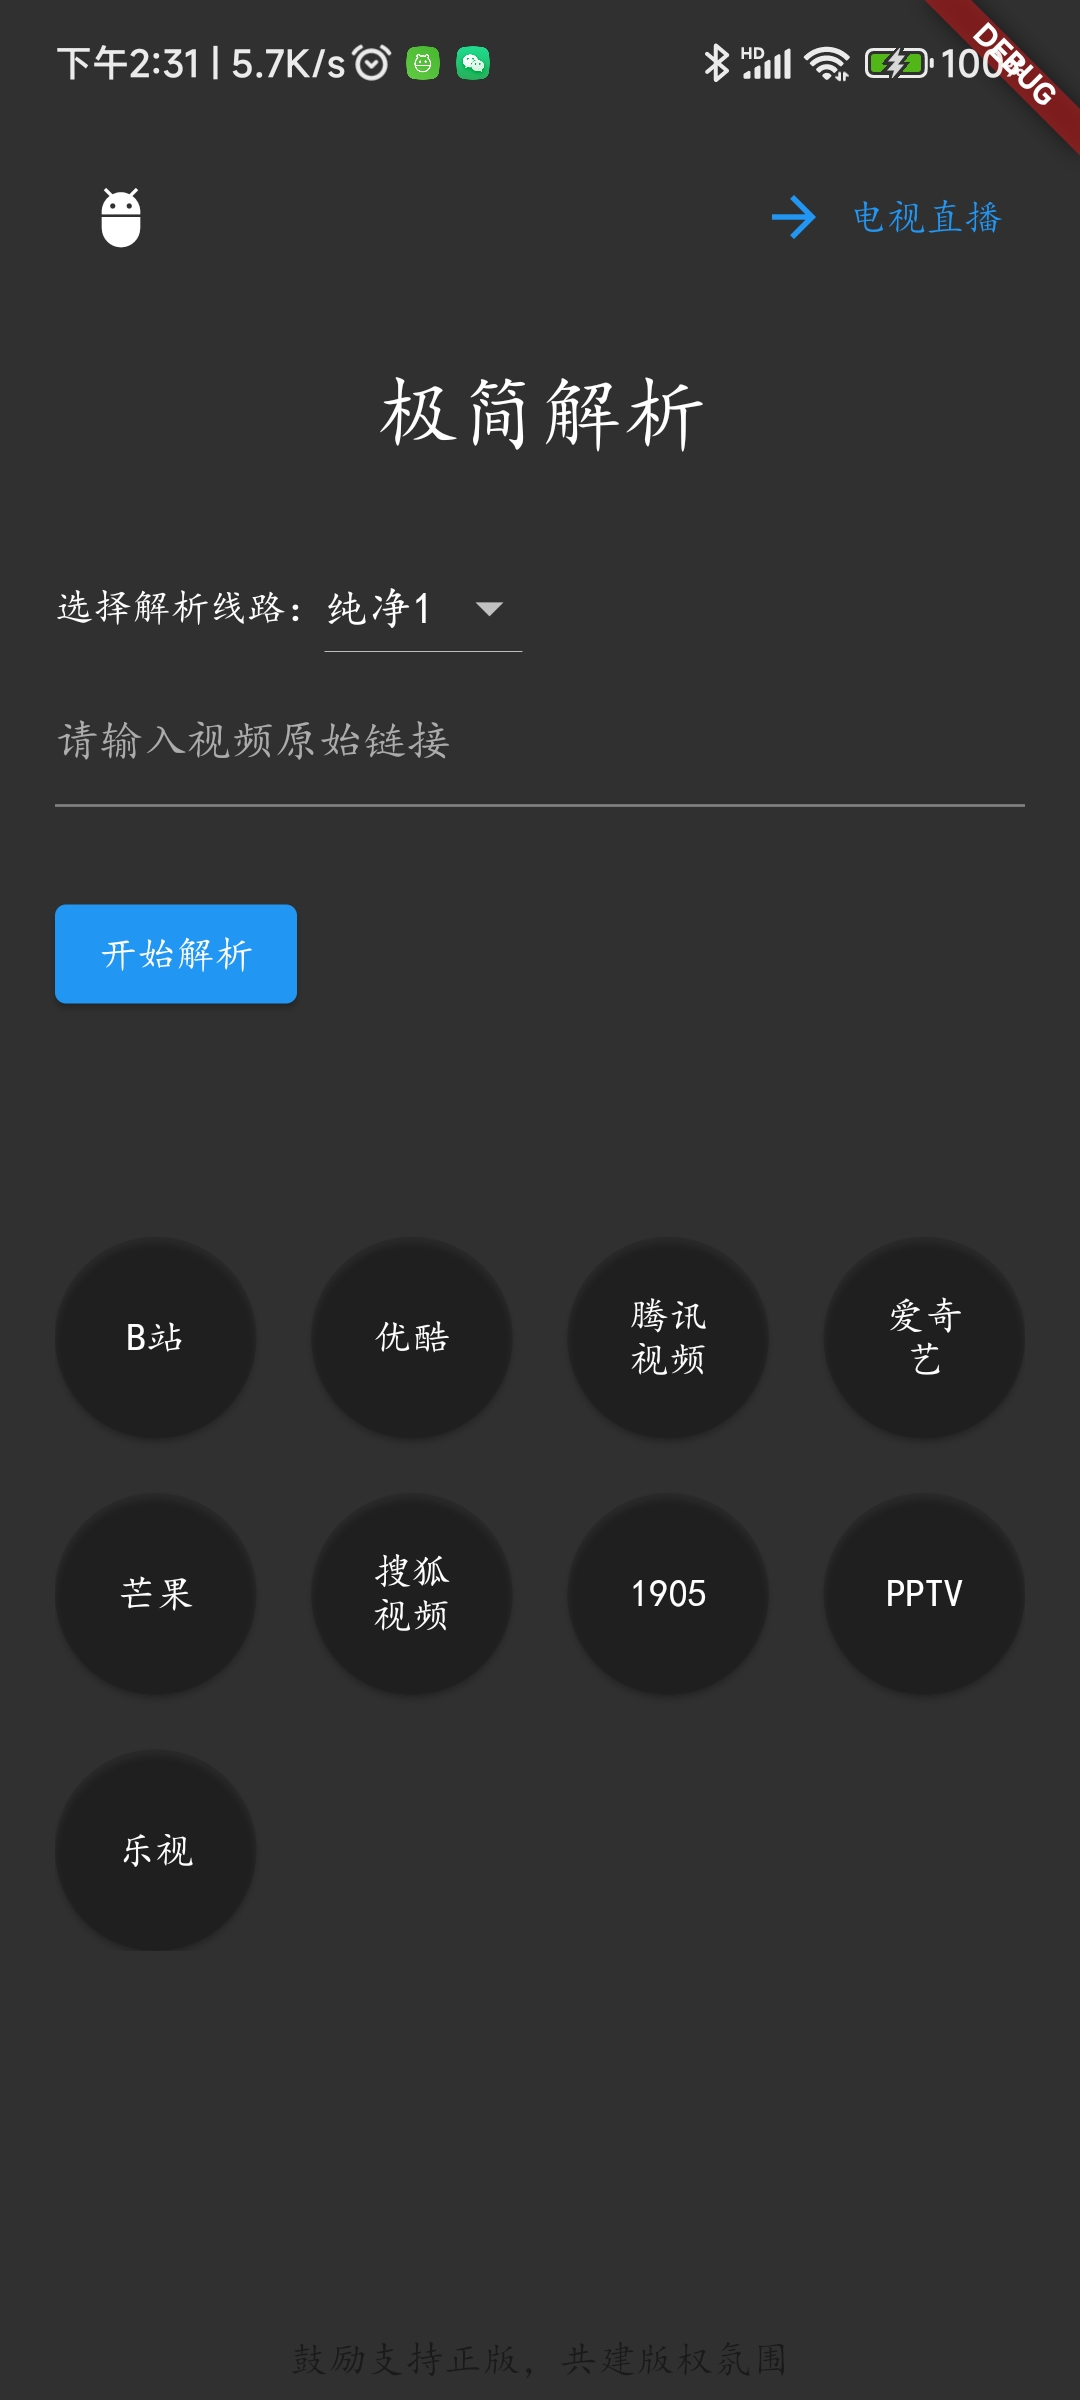 下午2:31 | 5.7K/s
HD
100
DEBUG
电视直播
极简解析
选择解析线路：纯净1
请输入视频原始链接
开始解析
B站
优酷
腾讯
视频
爱奇
艺
芒果
搜狐
视频
1905
PPTV
乐视
鼓励支持正版，共建版权氛围